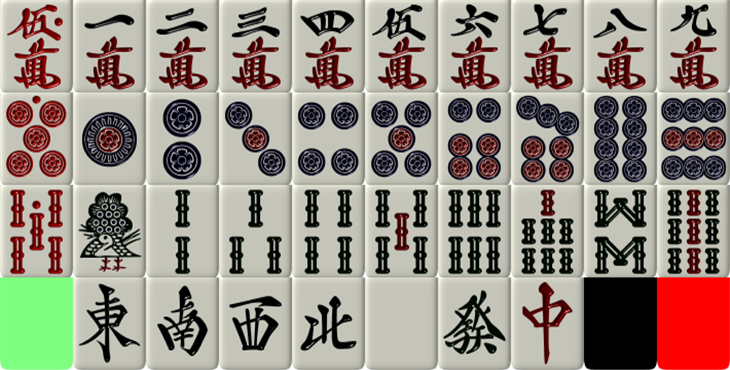 伍 一 二 三 四 伍 六 七 八 九
萬 萬 萬 萬 萬 萬 萬 萬 萬 萬
東 南 西 北 發 中